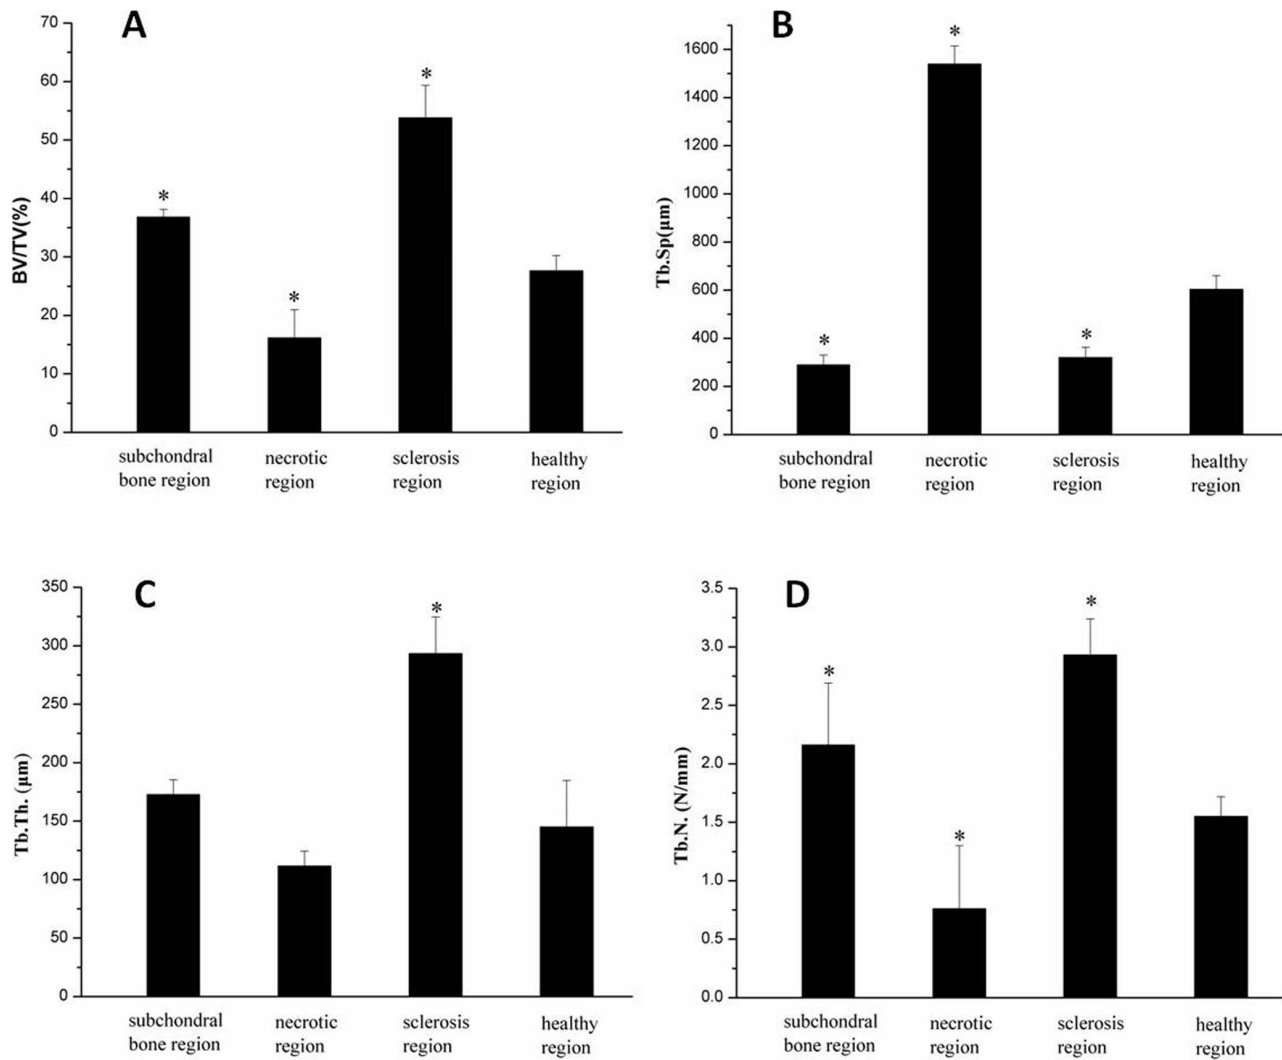 A
70
60
50
40
30
20
10
0
BV/TV(%)
*
*
*
subchondral
bone region
necrotic
region
sclerosis
region
healthy
region
B
1600
1400
1200
1000
800
600
400
200
0
Tb.Sp(μm)
*
*
*
subchondral
bone region
necrotic
region
sclerosis
region
healthy
region
C
350
300
250
200
150
100
50
0
Tb.Th. (μm)
*
subchondral
bone region
necrotic
region
sclerosis
region
healthy
region
D
3.5
3.0
2.5
2.0
1.5
1.0
0.5
0.0
Tb.N. (N/mm)
*
*
*
subchondral
bone region
necrotic
region
sclerosis
region
healthy
region